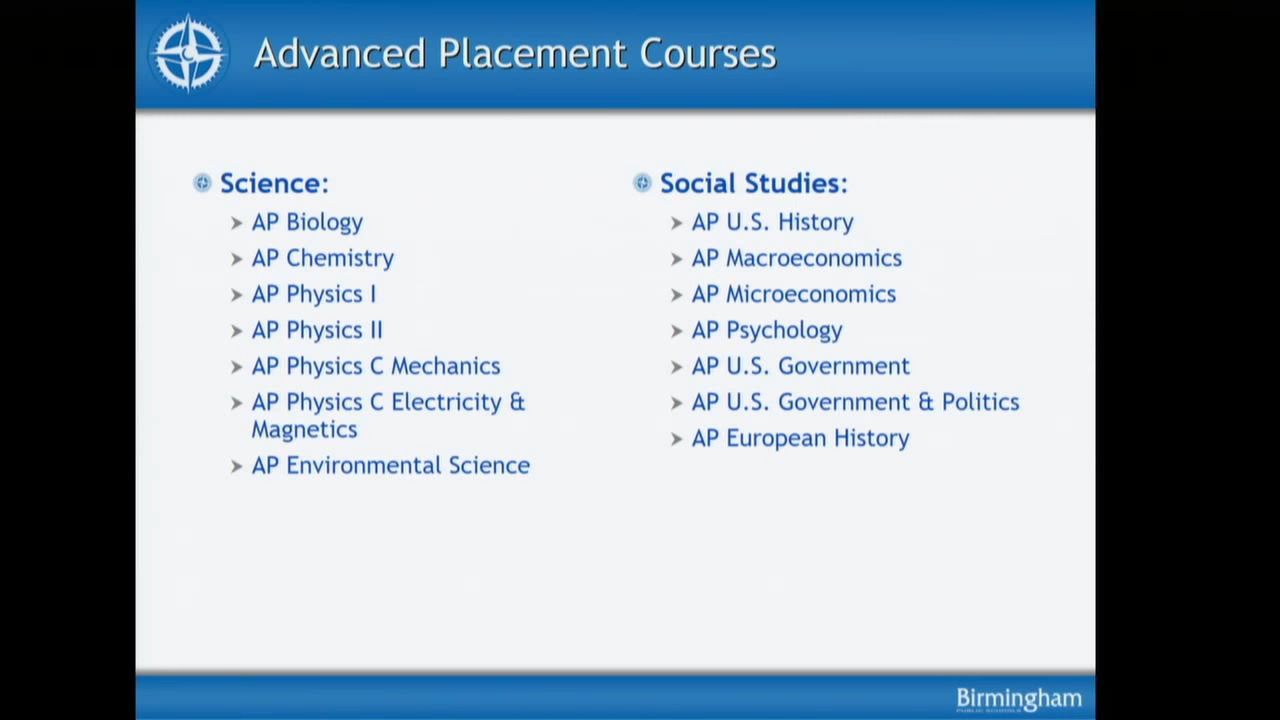 Advanced Placement Courses
Science:
AP Biology
AP Chemistry
AP Physics I
AP Physics II
AP Physics C Mechanics
AP Physics C Electricity &
Magnetics
AP Environmental Science
Social Studies:
AP U.S. History
AP Macroeconomics
AP Microeconomics
AP Psychology
AP U.S. Government
AP U.S. Government & Politics
AP European History
Birmingham
PUBLIC SCHOOLS